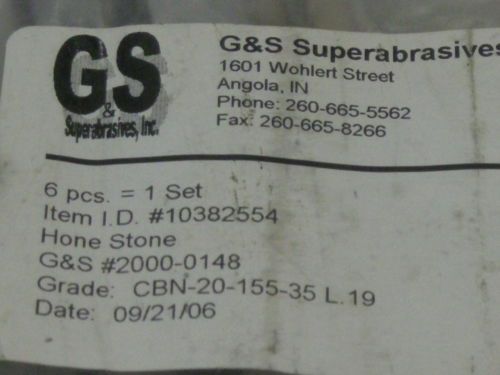 G&S
Superabrasives, Inc.
G&S Superabrasives
1601 Wohlert Street
Angola, IN
Phone: 260-665-5562
Fax: 260-665-8266
6 pcs. = 1 Set
Item I.D. #10382554
Hone Stone
G&S #2000-0148
Grade: CBN-20-155-35 L.19
Date: 09/21/06